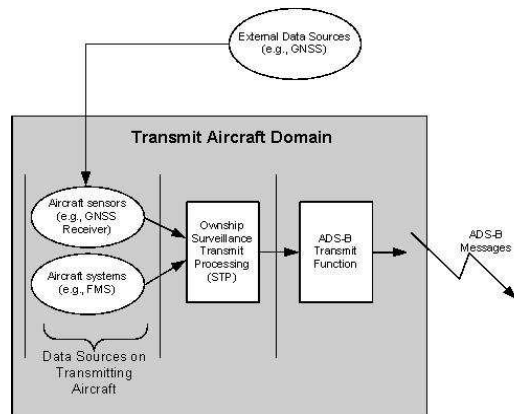 External Data Sources
(e.g., GNSS)
Transmit Aircraft Domain
Aircraft sensors
(e.g., GNSS
Receiver)
Aircraft systems
(e.g., FMS)
Ownship
Surveillance
Transmit
Processing
(STP)
ADS-B
Transmit
Function
ADS-B
Messages
Data Sources on
Transmitting
Aircraft